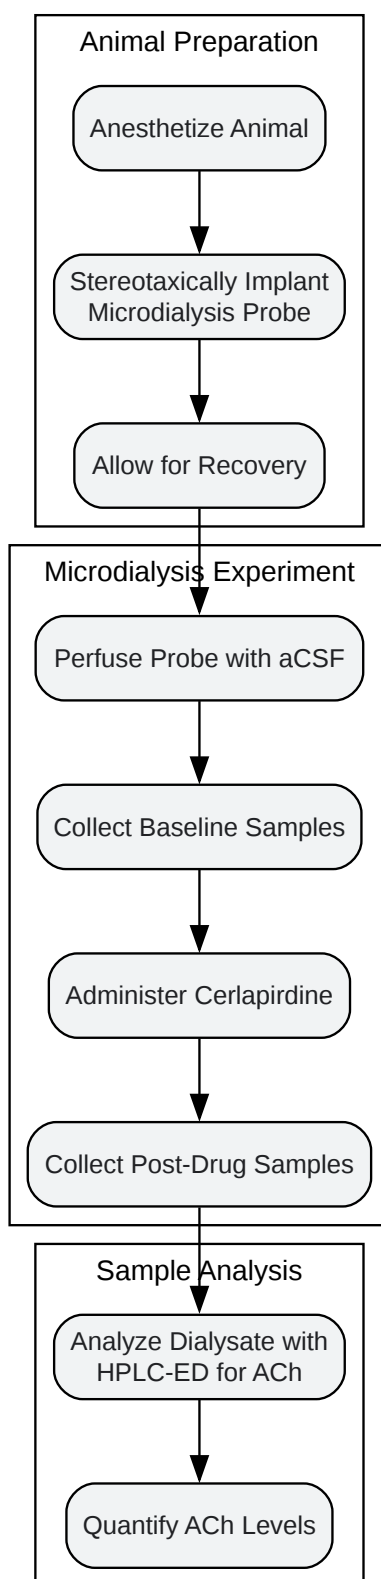 Animal Preparation
Anesthetize Animal
Stereotaxically Implant
Microdialysis Probe
Allow for Recovery
Microdialysis Experiment
Perfuse Probe with aCSF
Collect Baseline Samples
Administer Cerlapirdine
Collect Post-Drug Samples
Sample Analysis
Analyze Dialysate with
HPLC-ED for ACh
Quantify ACh Levels